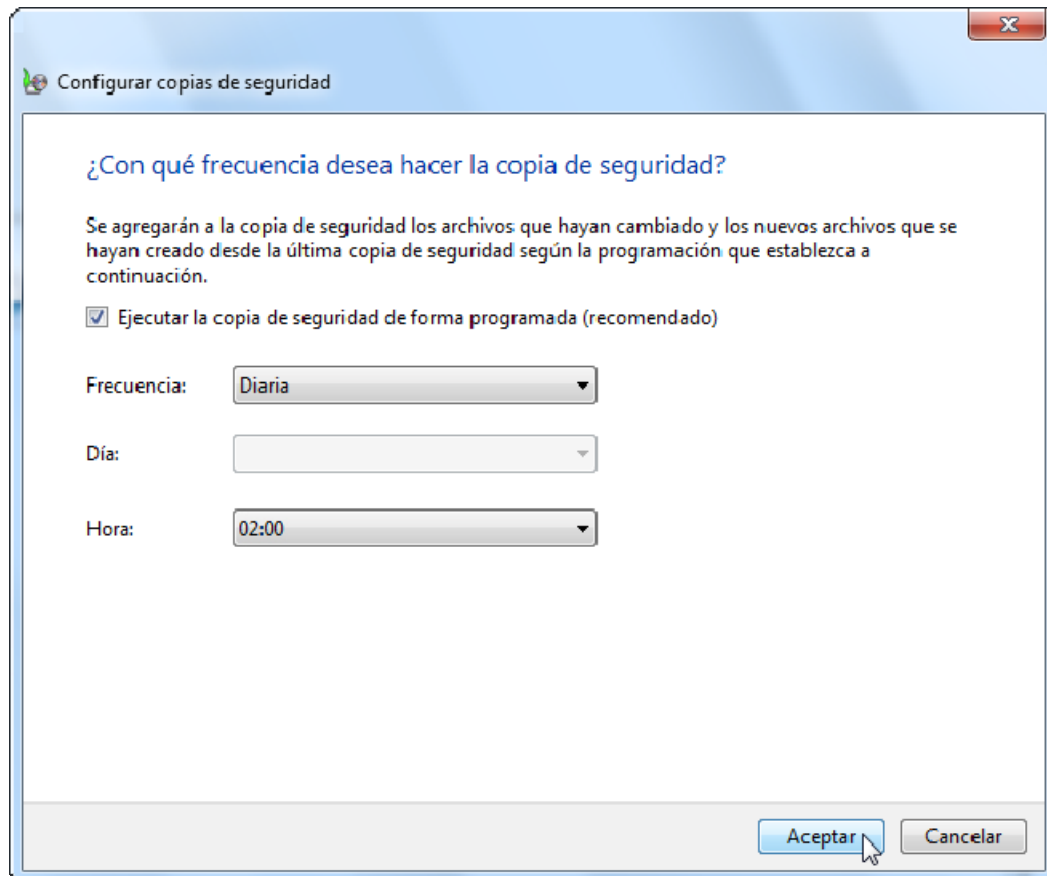 Configurar copias de seguridad
¿Con qué frecuencia desea hacer la copia de seguridad?
Se agregarán a la copia de seguridad los archivos que hayan cambiado y los nuevos archivos que se
hayan creado desde la última copia de seguridad según la programación que establezca a
continuación.
Ejecutar la copia de seguridad de forma programada (recomendado)
Frecuencia: Diaria
Día:
Hora: 02:00
Aceptar Cancelar